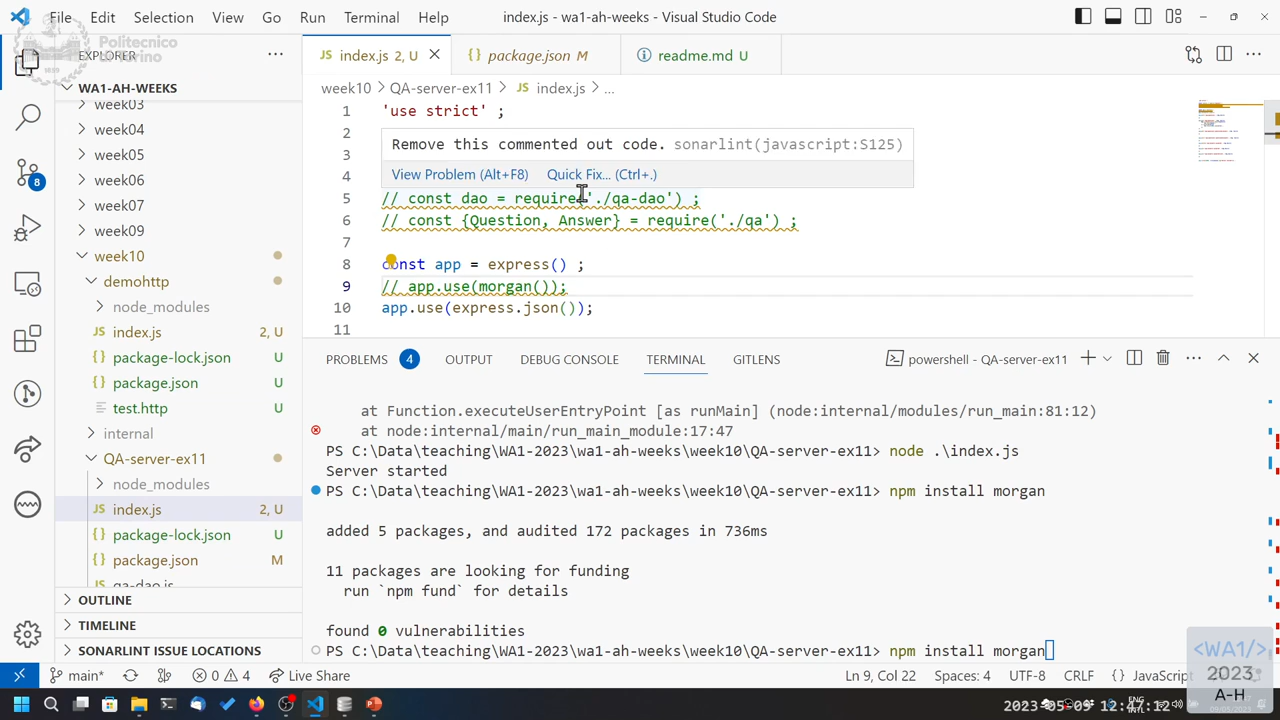 File Edit Selection View Go Run Terminal Help index.js - wa1-ah-weeks - Visual Studio Code
Politecnico
di Torino
1859
EXPLORER
index.js 2, U
package.json M
readme.md U
WA1-AH-WEEKS
week10 > QA-server-ex11 > index.js > ...
week03
week04
week05
week06
week07
week09
week10
demohttp
node_modules
index.js 2, U
package-lock.json U
package.json U
test.http
internal
QA-server-ex11
node_modules
index.js 2, U
package-lock.json U
package.json M
qa-dao.js
OUTLINE
TIMELINE
SONARLINT ISSUE LOCATIONS
8
1 'use strict' ;
2
3
4
Remove this commented out code. sonarlint(javascript:S125)
View Problem (Alt+F8) Quick Fix... (Ctrl+.)
5 // const dao = require('./qa-dao') ;
6 // const {Question, Answer} = require('./qa') ;
7
8 const app = express() ;
9 // app.use(morgan());
10 app.use(express.json());
11
PROBLEMS 4 OUTPUT DEBUG CONSOLE TERMINAL GITLENS powershell - QA-server-ex11
at Function.executeUserEntryPoint [as runMain] (node:internal/modules/run_main:81:12)
at node:internal/main/run_main_module:17:47
PS C:\Data\teaching\WA1-2023\wa1-ah-weeks\week10\QA-server-ex11> node .\index.js
Server started
PS C:\Data\teaching\WA1-2023\wa1-ah-weeks\week10\QA-server-ex11> npm install morgan
added 5 packages, and audited 172 packages in 736ms
11 packages are looking for funding
run `npm fund` for details
found 0 vulnerabilities
PS C:\Data\teaching\WA1-2023\wa1-ah-weeks\week10\QA-server-ex11> npm install morgan
main* 0 4 Live Share Ln 9, Col 22 Spaces: 4 UTF-8 CRLF {} JavaScript
<WA1/>
2023
A-H
ENG